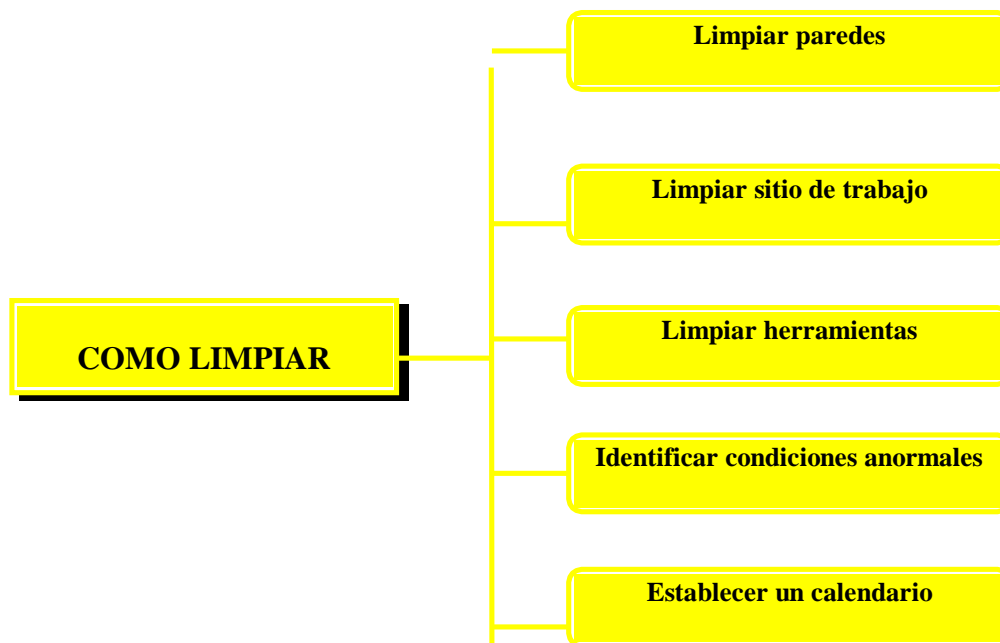 Limpiar paredes
Limpiar sitio de trabajo
COMO LIMPIAR
Limpiar herramientas
Identificar condiciones anormales
Establecer un calendario